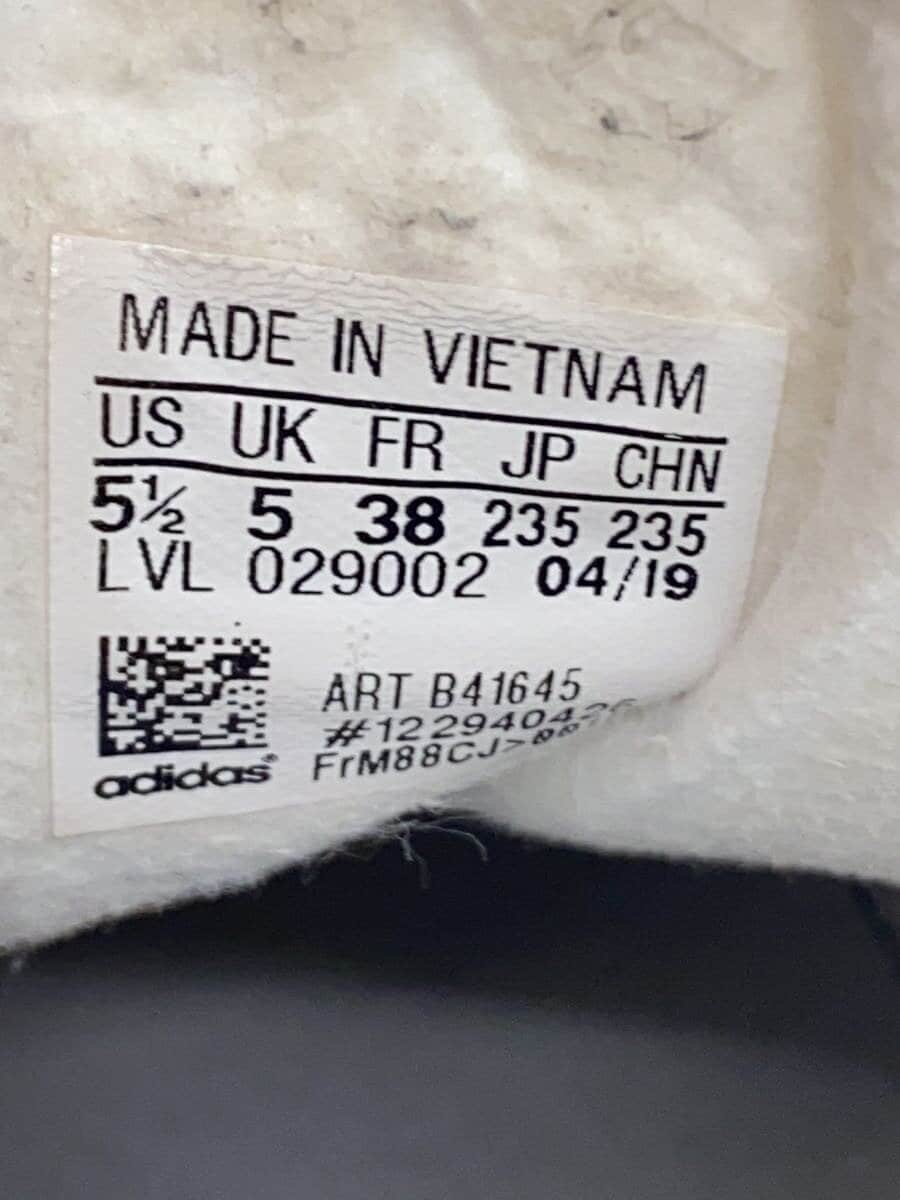 MADE IN VIETNAM
US UK FR JP CHN
5½ 5 38 235 235
LVL 029002 04/19
ART B41645
adidas®